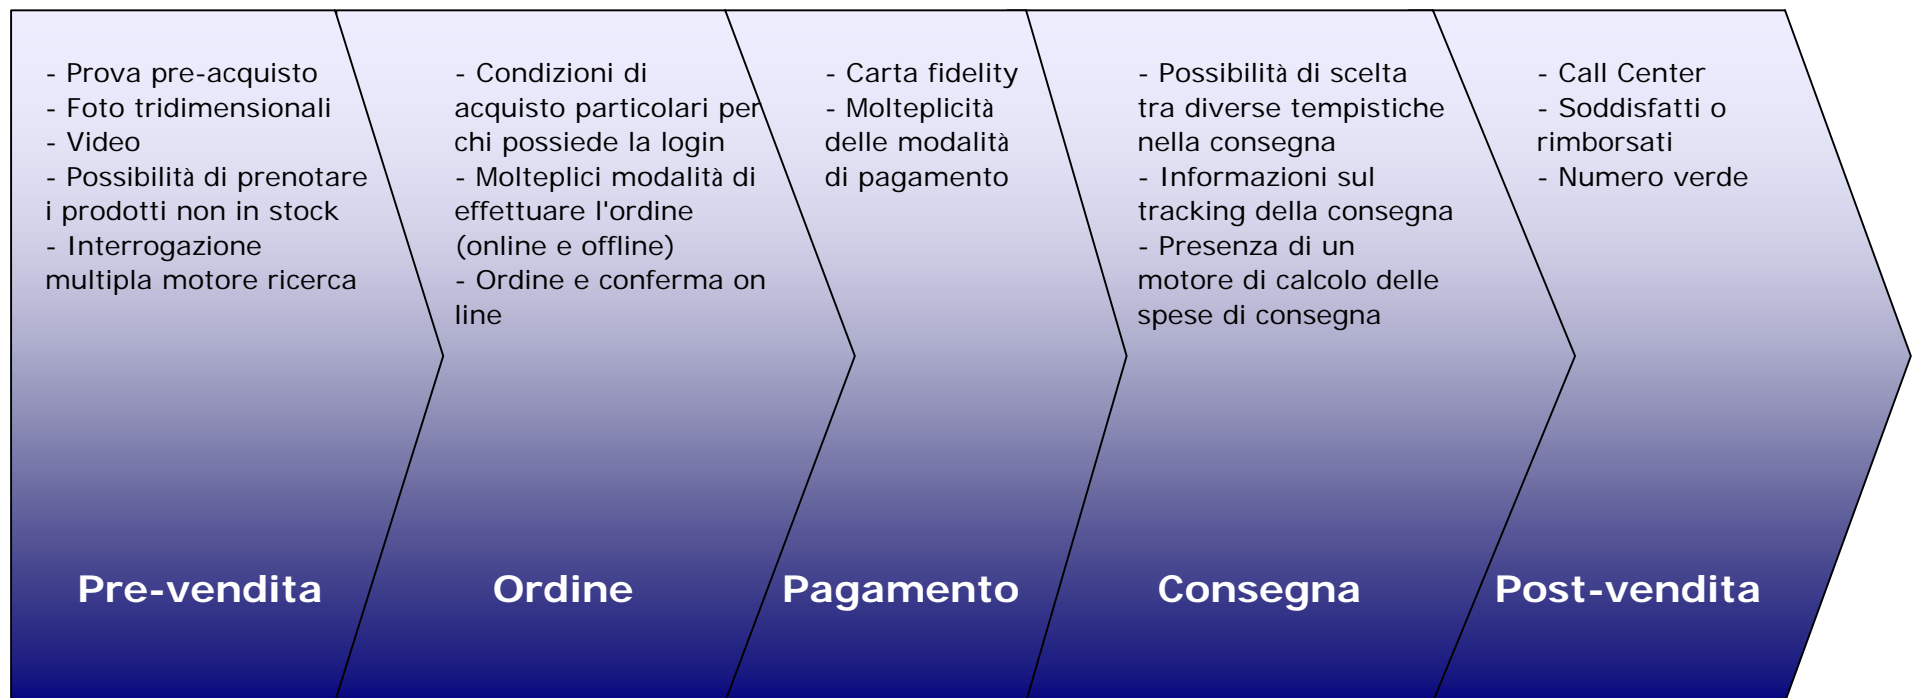 - Prova pre-acquisto
- Foto tridimensionali
- Video
- Possibilità di prenotare
i prodotti non in stock
- Interrogazione
multipla motore ricerca
Pre-vendita
- Condizioni di
acquisto particolari per
chi possiede la login
- Molteplici modalità di
effettuare l'ordine
(online e offline)
- Ordine e conferma on
line
Ordine
- Carta fidelity
- Molteplicità
delle modalità
di pagamento
Pagamento
- Possibilità di scelta
tra diverse tempistiche
nella consegna
- Informazioni sul
tracking della consegna
- Presenza di un
motore di calcolo delle
spese di consegna
Consegna
- Call Center
- Soddisfatti o
rimborsati
- Numero verde
Post-vendita